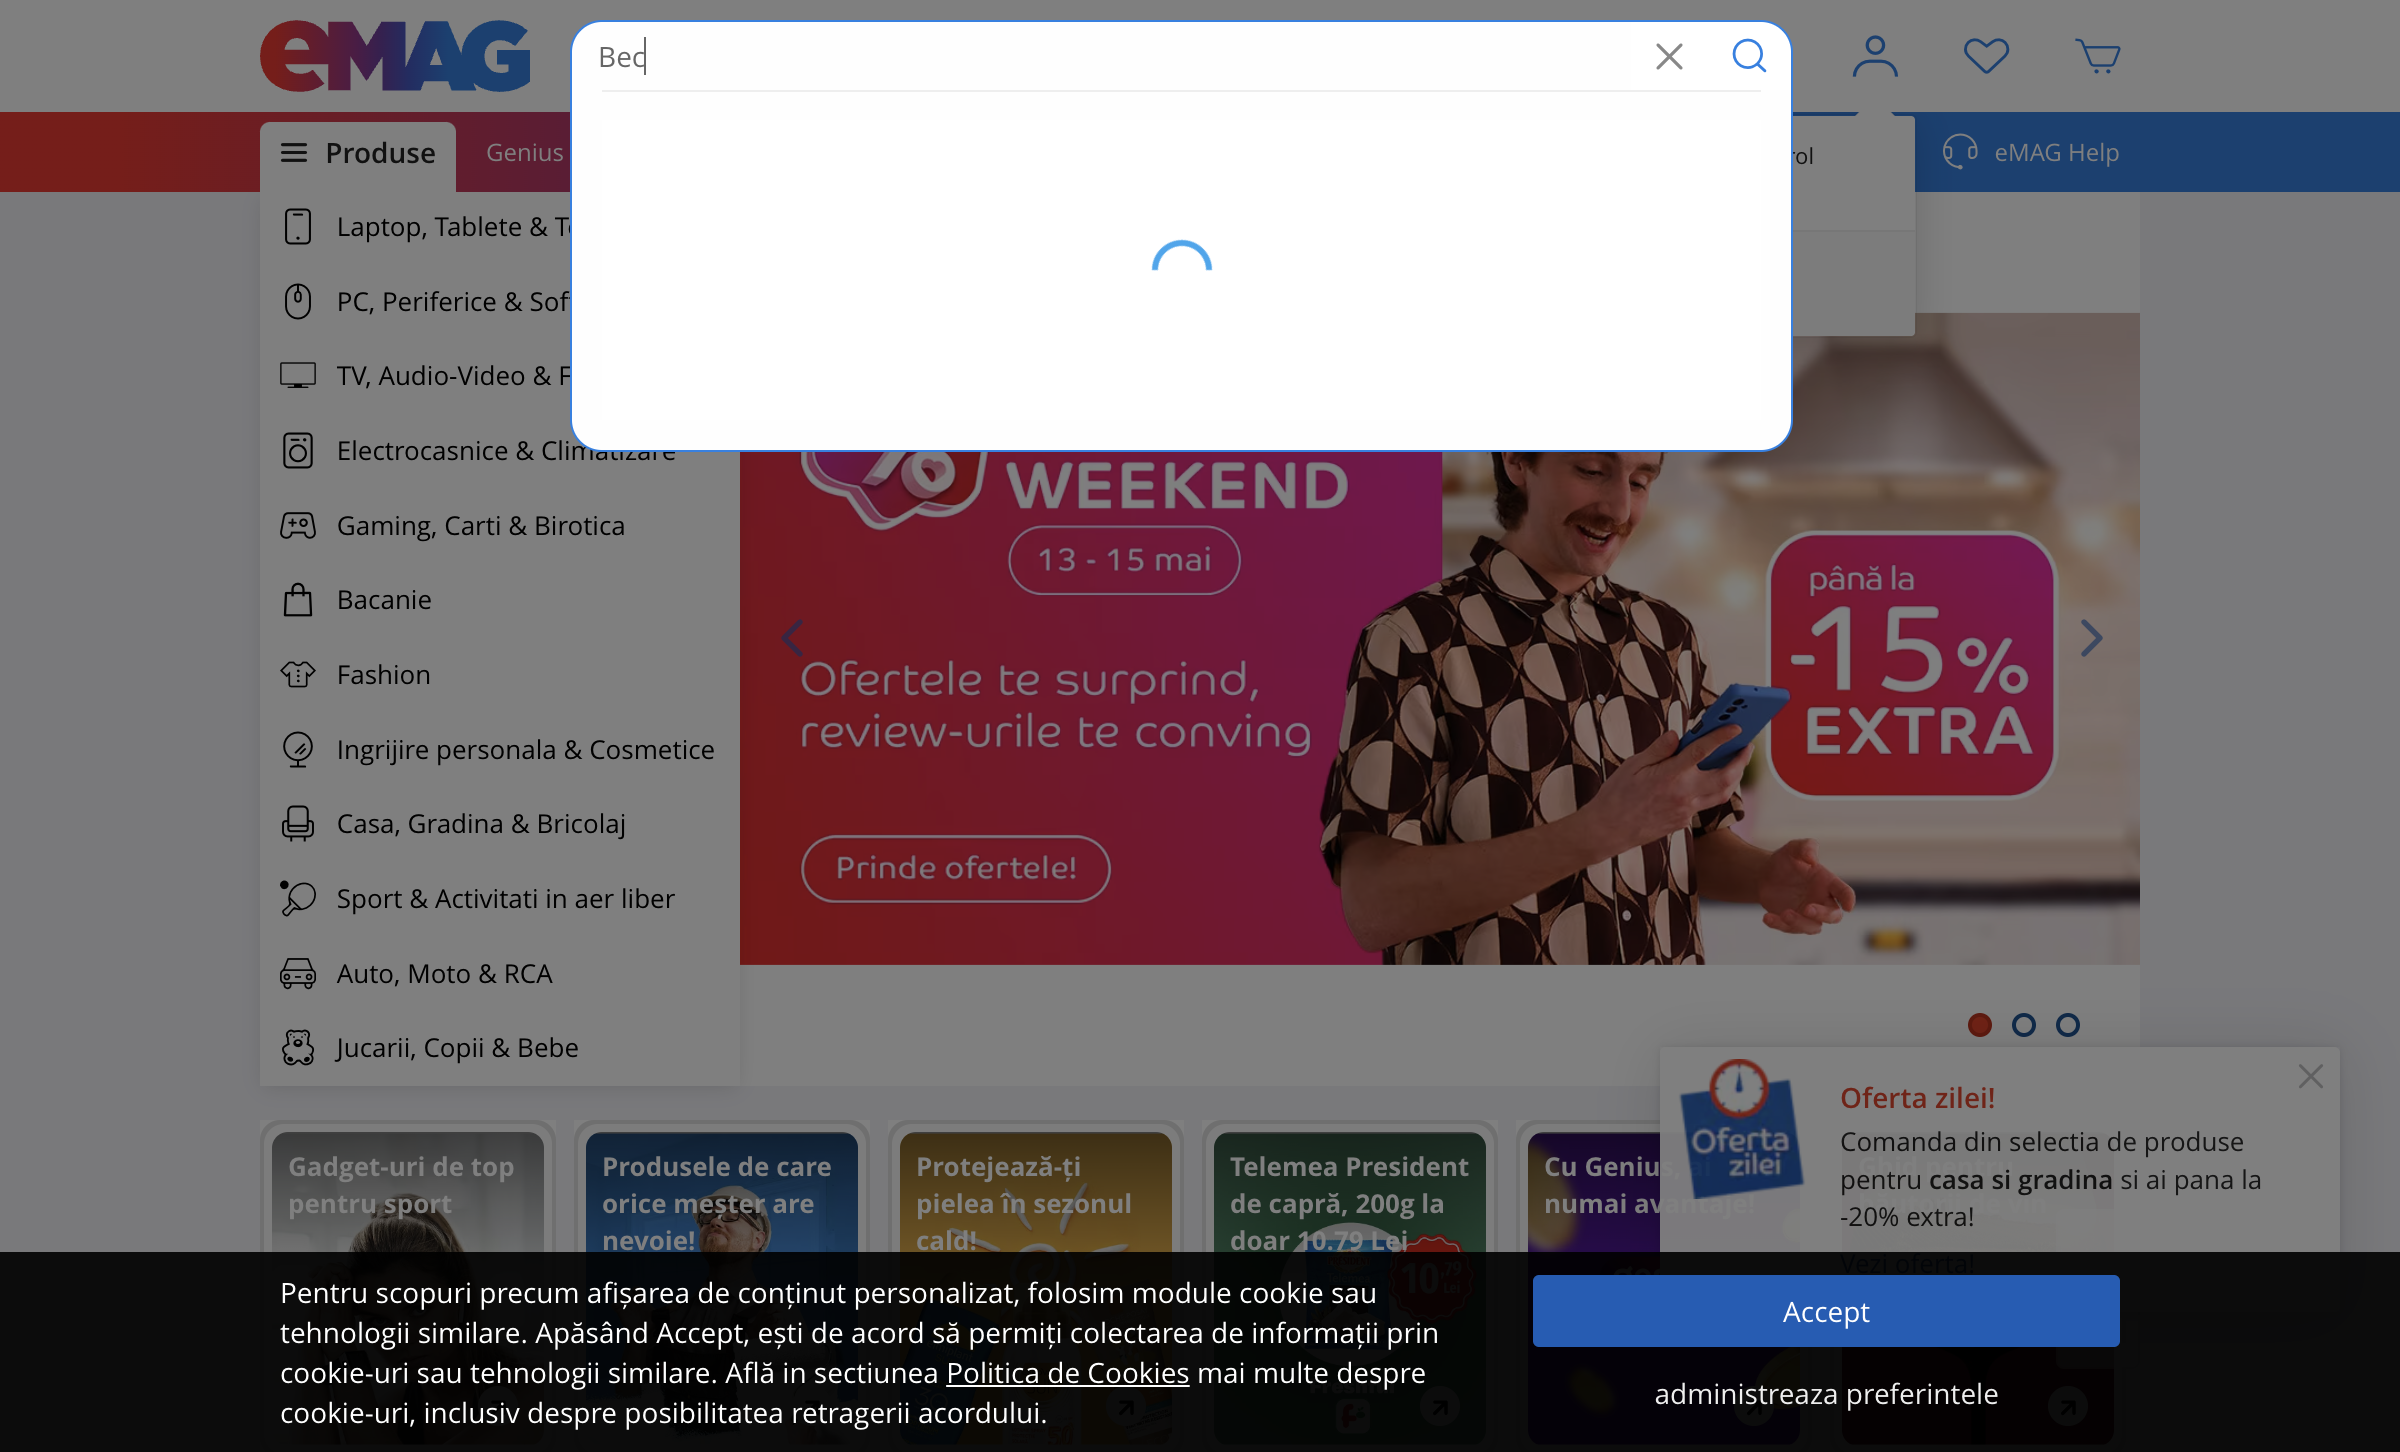 eMAG
Bec
Produse
Genius
rol
eMAG Help
Laptop, Tablete & T
PC, Periferice & Sof
TV, Audio-Video & F
Electrocasnice & Climatizare
Gaming, Carti & Birotica
Bacanie
Fashion
Ingrijire personala & Cosmetice
Casa, Gradina & Bricolaj
Sport & Activitati in aer liber
Auto, Moto & RCA
Jucarii, Copii & Bebe
%
WEEKEND
13 - 15 mai
Ofertele te surprind,
review-urile te conving
Prinde ofertele!
până la
-15%
EXTRA
Gadget-uri de top
pentru sport
Produsele de care
orice meșter are
nevoie!
Protejează-ți
pielea în sezonul
cald!
Telemea President
de capră, 200g la
doar 10.79 Lei
10.79
Lei
Cu Genius,
numai avantaje!
Oferta
zilei
Oferta zilei!
Comanda din selectia de produse
pentru casa si gradina si ai pana la
-20% extra!
Vezi oferta!
Pentru scopuri precum afișarea de conținut personalizat, folosim module cookie sau
tehnologii similare. Apăsând Accept, ești de acord să permiți colectarea de informații prin
cookie-uri sau tehnologii similare. Află in sectiunea Politica de Cookies mai multe despre
cookie-uri, inclusiv despre posibilitatea retragerii acordului.
Accept
administreaza preferintele